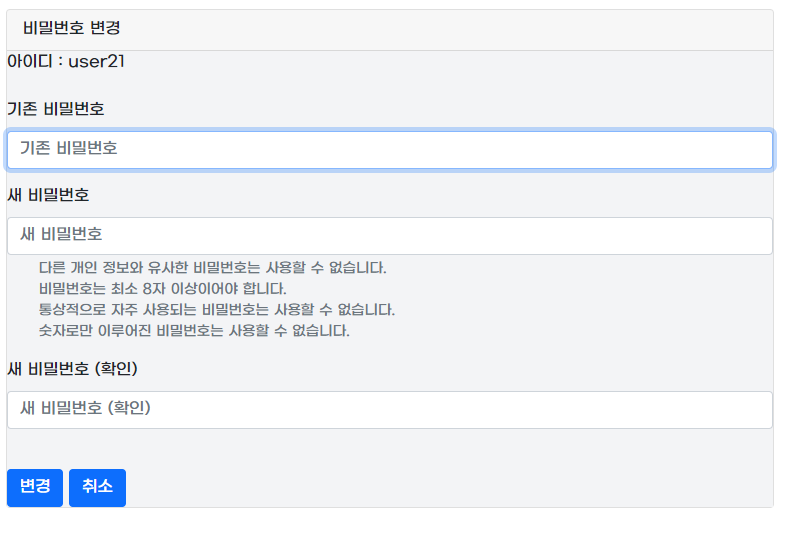 비밀번호 변경
아이디 : user21
기존 비밀번호
기존 비밀번호
새 비밀번호
새 비밀번호
다른 개인 정보와 유사한 비밀번호는 사용할 수 없습니다.
비밀번호는 최소 8자 이상이어야 합니다.
통상적으로 자주 사용되는 비밀번호는 사용할 수 없습니다.
숫자로만 이루어진 비밀번호는 사용할 수 없습니다.
새 비밀번호 (확인)
새 비밀번호 (확인)
변경 취소